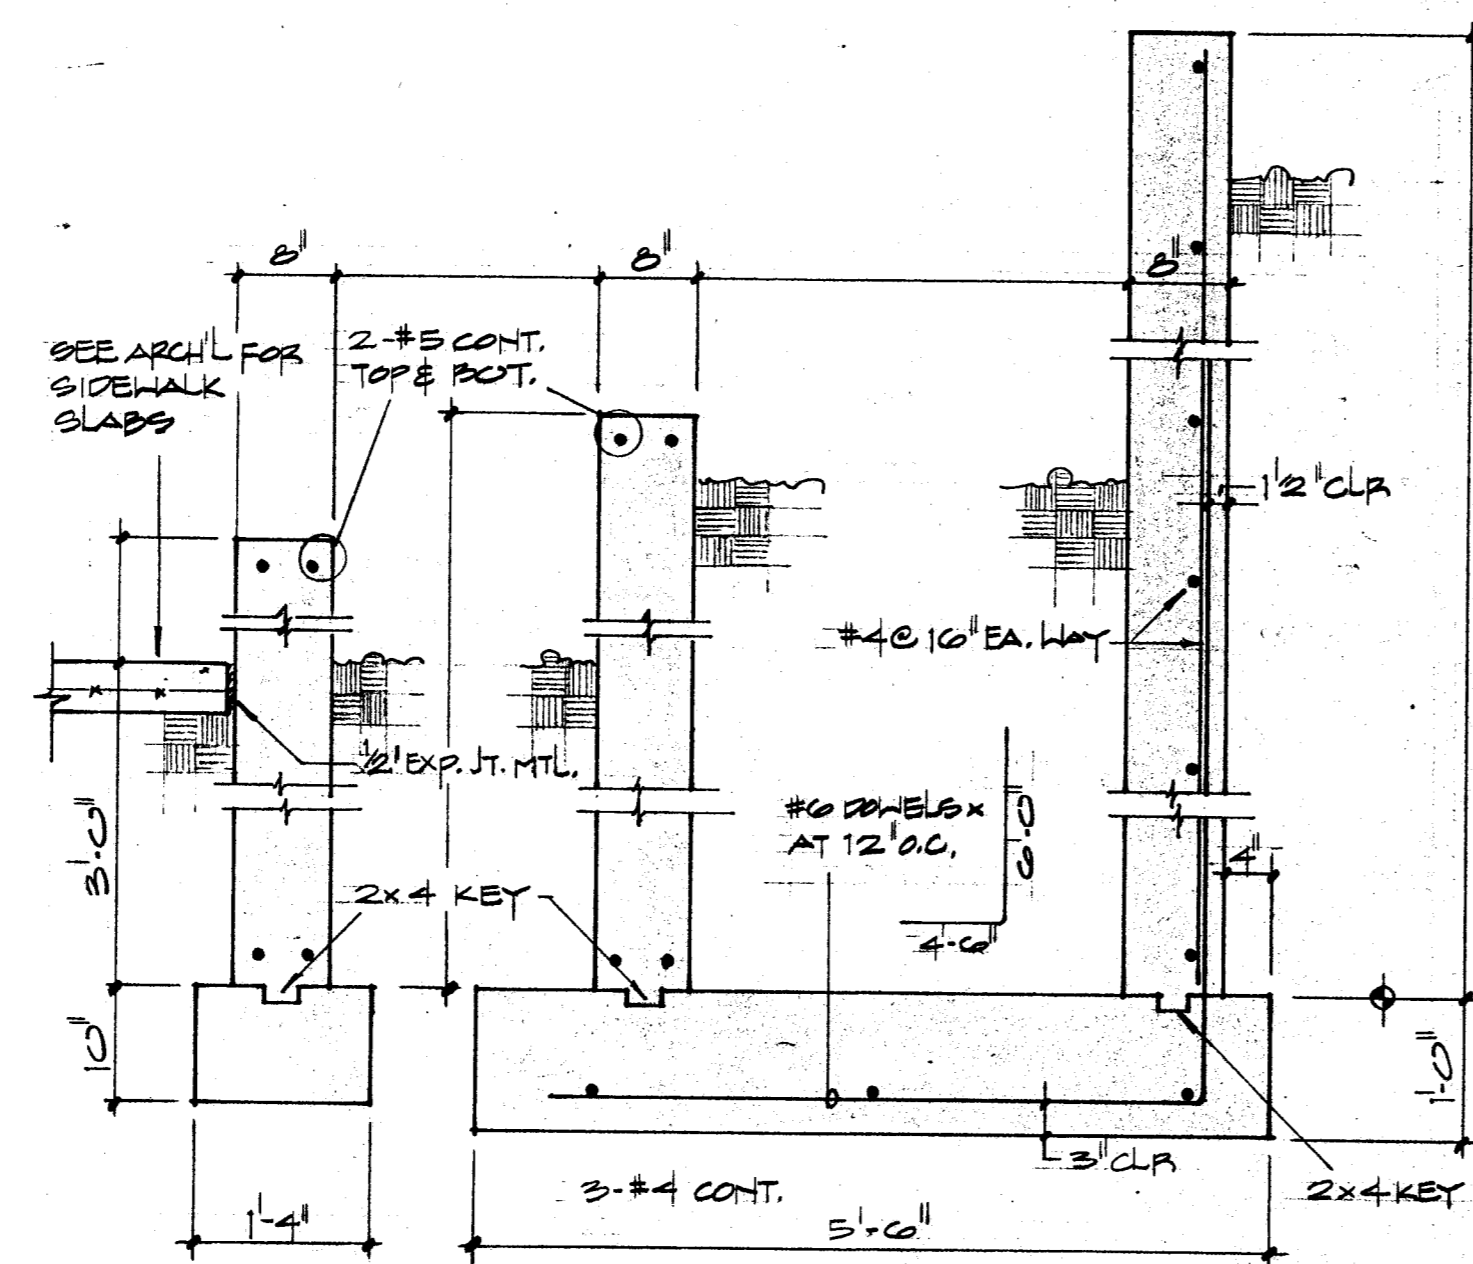 8"
8"
8"
SEE ARCH'L FOR
SIDEWALK
SLABS
2-#5 CONT.
TOP & BOT.
1 1/2" CLR
#4@16" EA. WAY
1/2" EXP. JT. MTL.
#6 DOWELS x
AT 12" O.C.
6'-0"
4'-6"
4"
3'-0"
2x4 KEY
10"
1'-0"
3" CLR
3-#4 CONT.
2x4 KEY
1'-4"
5'-6"